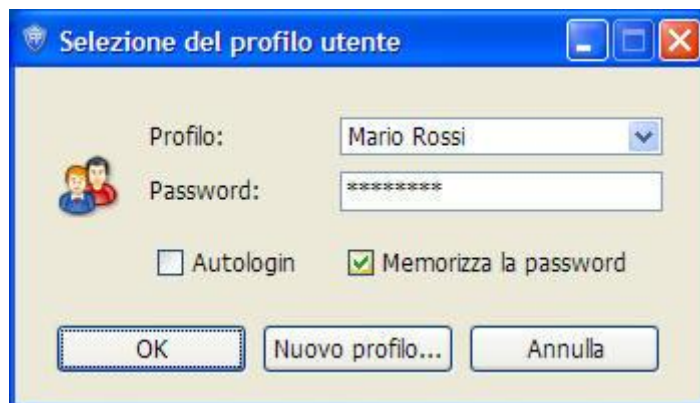 Selezione del profilo utente
Profilo: Mario Rossi
Password: ********
Autologin Memorizza la password
OK Nuovo profilo... Annulla